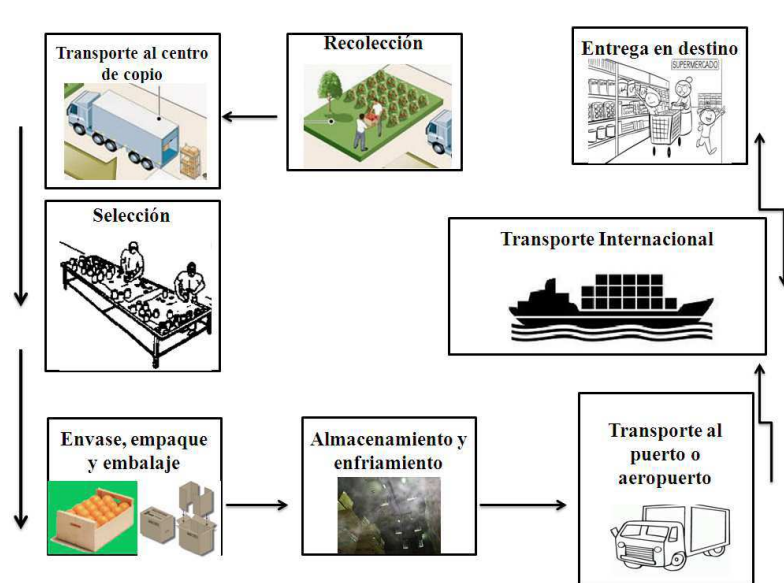 Transporte al centro
de copio
Recolección
Entrega en destino
SUPERMERCADO
Selección
Transporte Internacional
Envase, empaque
y embalaje
Almacenamiento y
enfriamiento
Transporte al
puerto o
aeropuerto